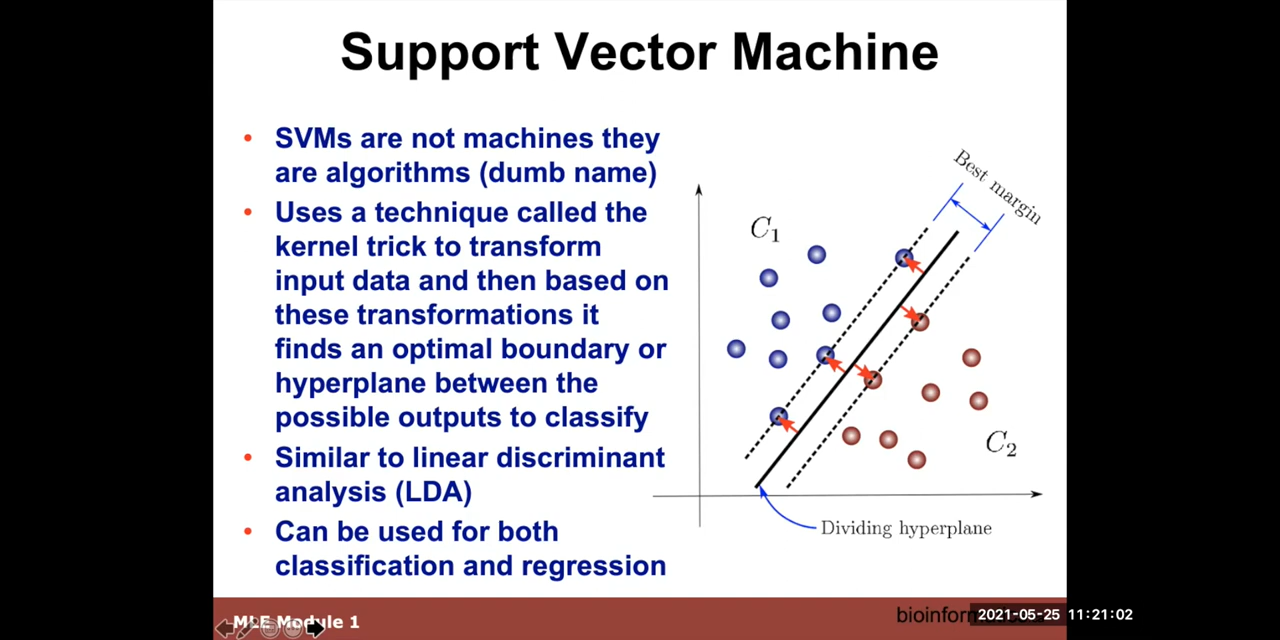 Support Vector Machine
• SVMs are not machines they
are algorithms (dumb name)
• Uses a technique called the
kernel trick to transform
input data and then based on
these transformations it
finds an optimal boundary or
hyperplane between the
possible outputs to classify
• Similar to linear discriminant
analysis (LDA)
• Can be used for both
classification and regression
Best margin
C₁
C₂
Dividing hyperplane
MLE Module 1
2021-05-25 11:21:02